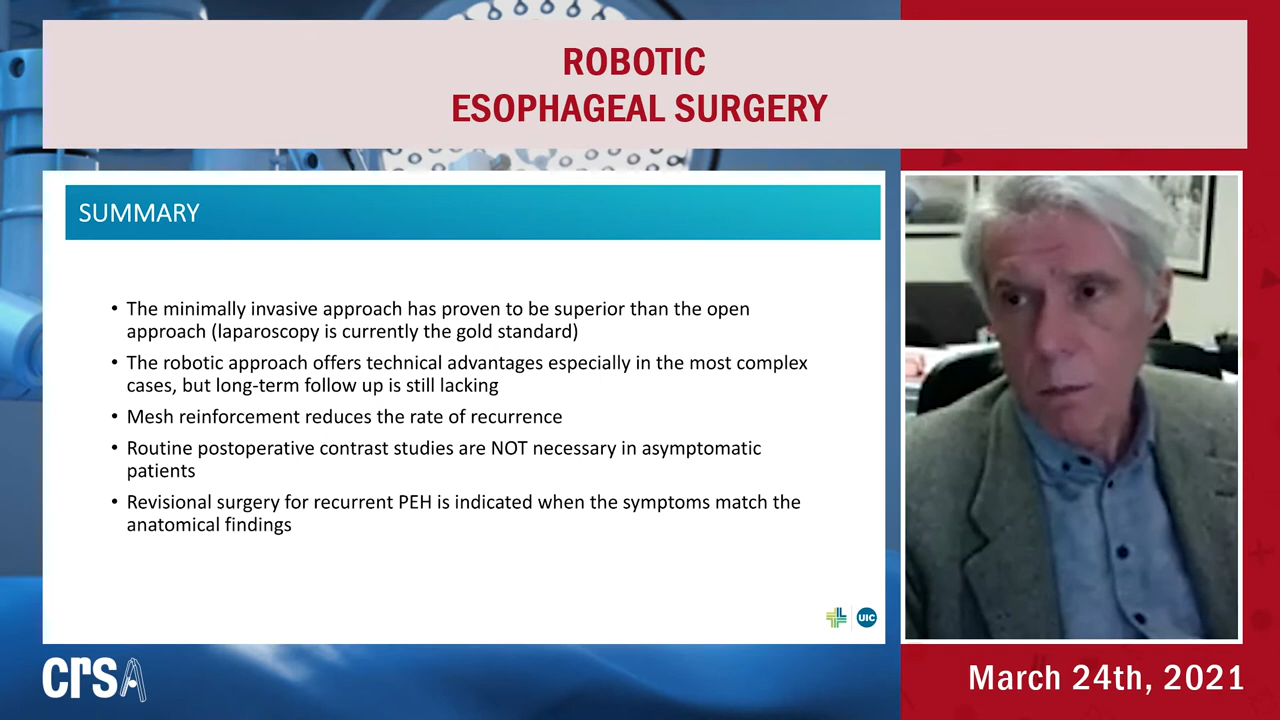 ROBOTIC
ESOPHAGEAL SURGERY
SUMMARY
• The minimally invasive approach has proven to be superior than the open
approach (laparoscopy is currently the gold standard)
• The robotic approach offers technical advantages especially in the most complex
cases, but long-term follow up is still lacking
• Mesh reinforcement reduces the rate of recurrence
• Routine postoperative contrast studies are NOT necessary in asymptomatic
patients
• Revisional surgery for recurrent PEH is indicated when the symptoms match the
anatomical findings
UIC
crsA
March 24th, 2021